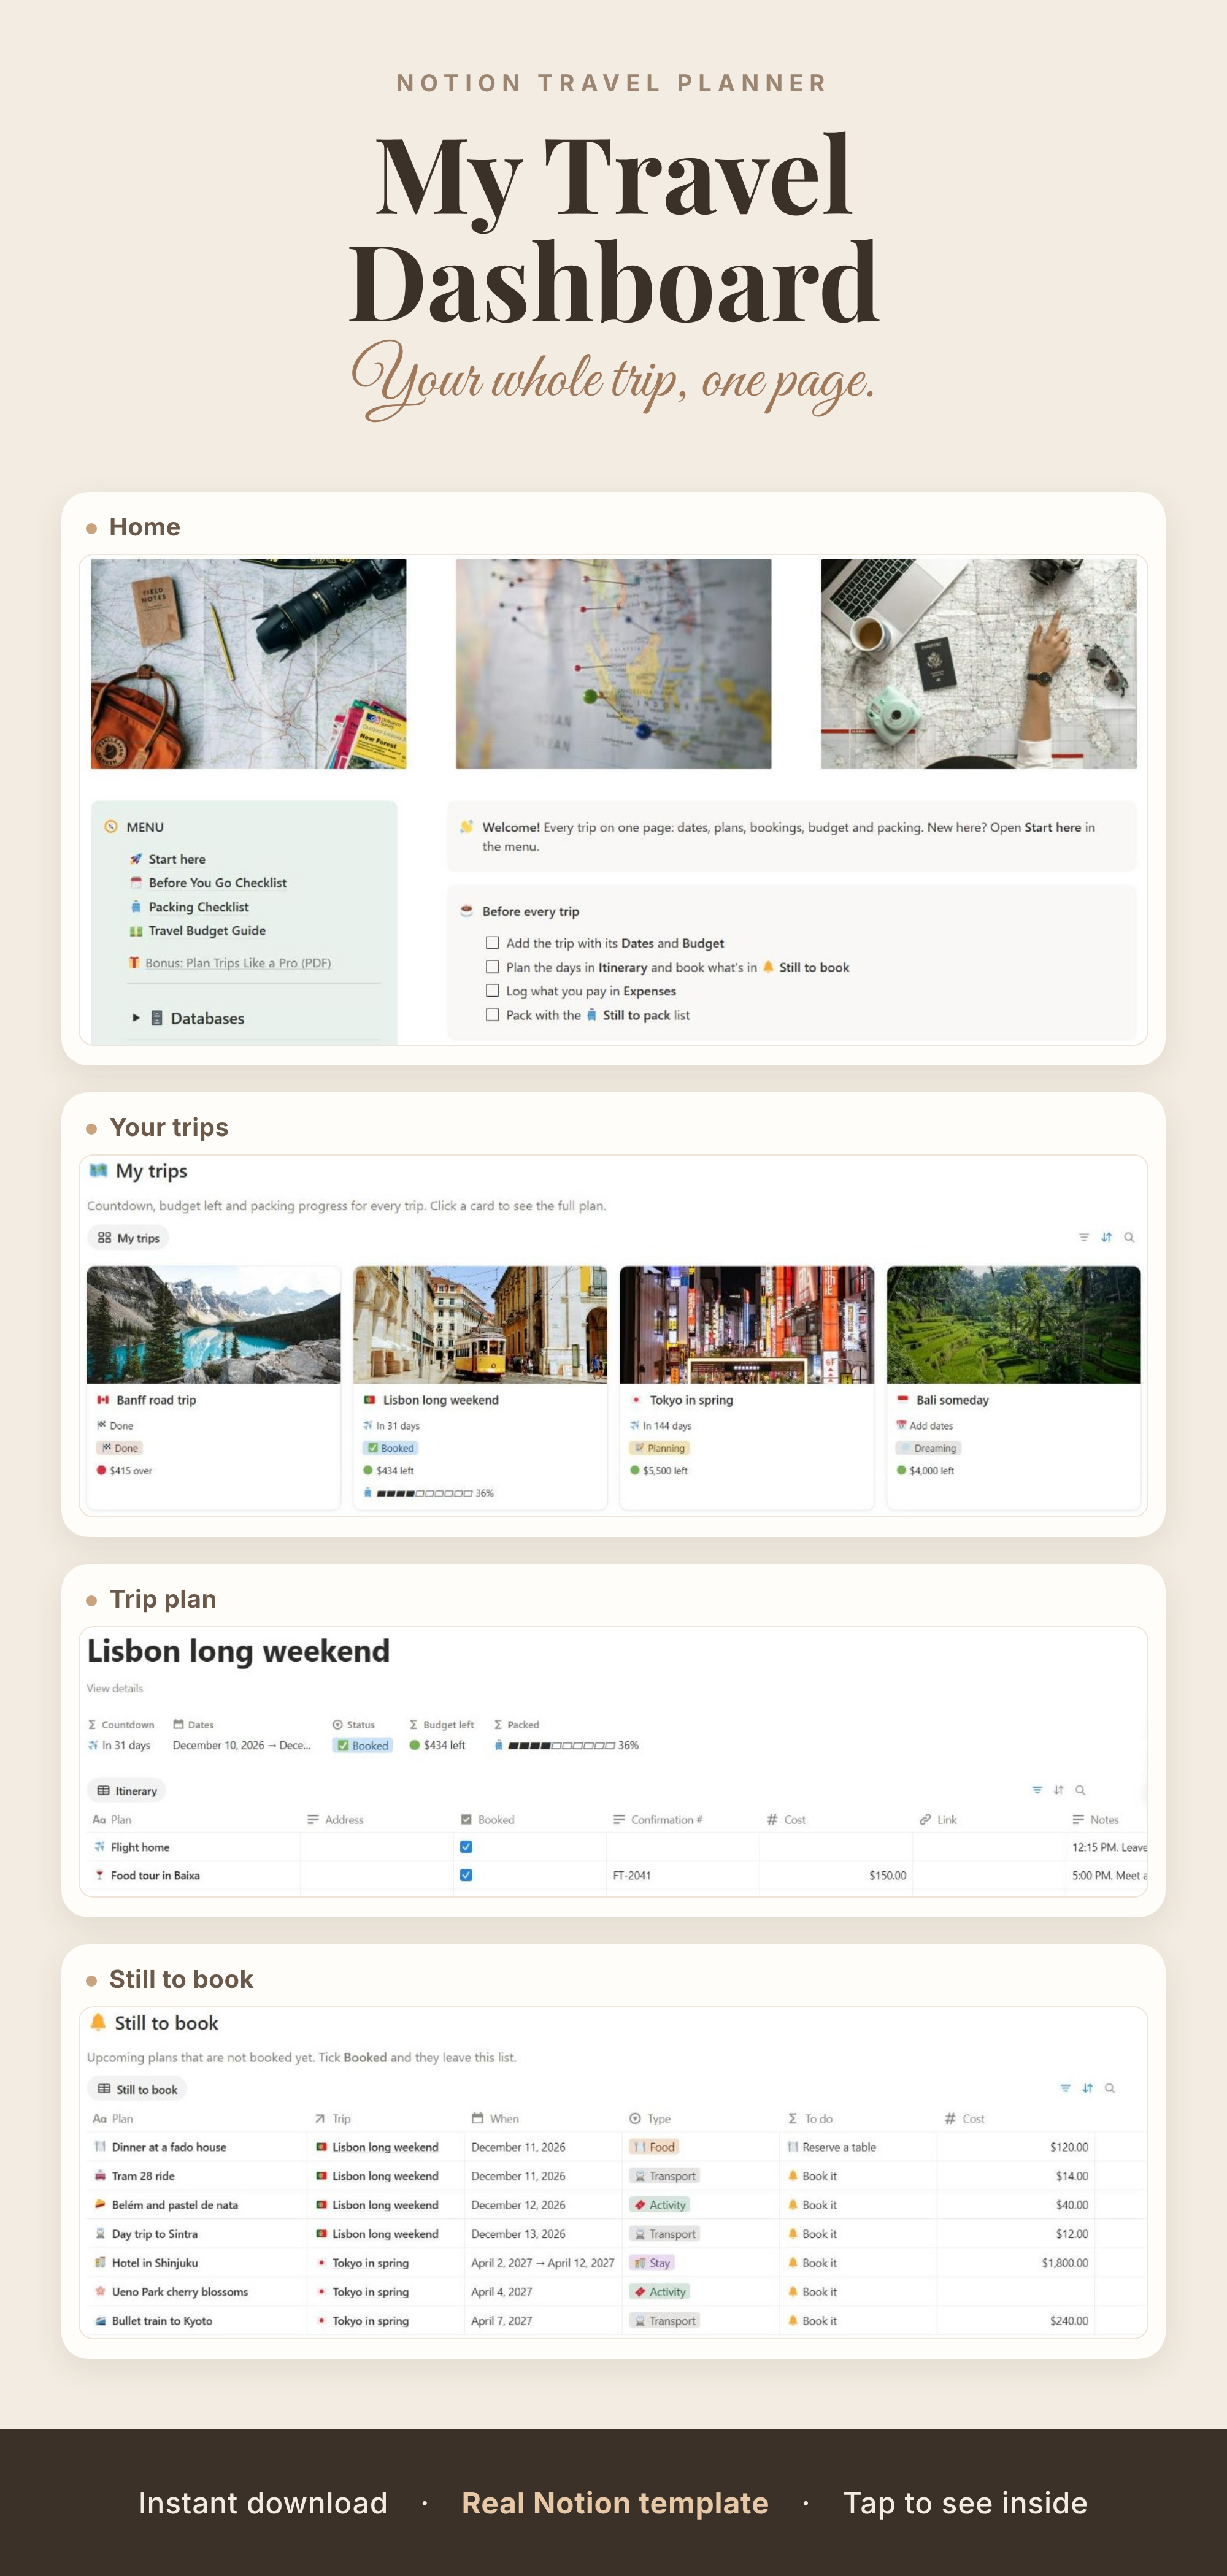 NOTION TRAVEL PLANNER
My Travel
Dashboard
Your whole trip, one page.
Home
FIELD
NOTES
New Forest
PASSPORT
MENU
Start here
Before You Go Checklist
Packing Checklist
Travel Budget Guide
Bonus: Plan Trips Like a Pro (PDF)
Databases
Welcome! Every trip on one page: dates, plans, bookings, budget and packing. New here? Open Start here in
the menu.
Before every trip
Add the trip with its Dates and Budget
Plan the days in Itinerary and book what's in Still to book
Log what you pay in Expenses
Pack with the Still to pack list
Your trips
My trips
Countdown, budget left and packing progress for every trip. Click a card to see the full plan.
My trips
Banff road trip
Done
Done
$415 over
Lisbon long weekend
In 31 days
Booked
$434 left
36%
Tokyo in spring
In 144 days
Planning
$5,500 left
Bali someday
Add dates
Dreaming
$4,000 left
Trip plan
Lisbon long weekend
View details
Countdown Dates Status Budget left Packed
In 31 days December 10, 2026 → Dece... Booked $434 left 36%
Itinerary
Aa Plan Address Booked Confirmation # # Cost Link Notes
Flight home 12:15 PM. Leave
Food tour in Baixa FT-2041 $150.00 5:00 PM. Meet a
Still to book
Still to book
Upcoming plans that are not booked yet. Tick Booked and they leave this list.
Still to book
Aa Plan Trip When Type To do # Cost
Dinner at a fado house Lisbon long weekend December 11, 2026 Food Reserve a table $120.00
Tram 28 ride Lisbon long weekend December 11, 2026 Transport Book it $14.00
Belém and pastel de nata Lisbon long weekend December 12, 2026 Activity Book it $40.00
Day trip to Sintra Lisbon long weekend December 13, 2026 Transport Book it $12.00
Hotel in Shinjuku Tokyo in spring April 2, 2027 → April 12, 2027 Stay Book it $1,800.00
Ueno Park cherry blossoms Tokyo in spring April 4, 2027 Activity Book it
Bullet train to Kyoto Tokyo in spring April 7, 2027 Transport Book it $240.00
Instant download · Real Notion template · Tap to see inside